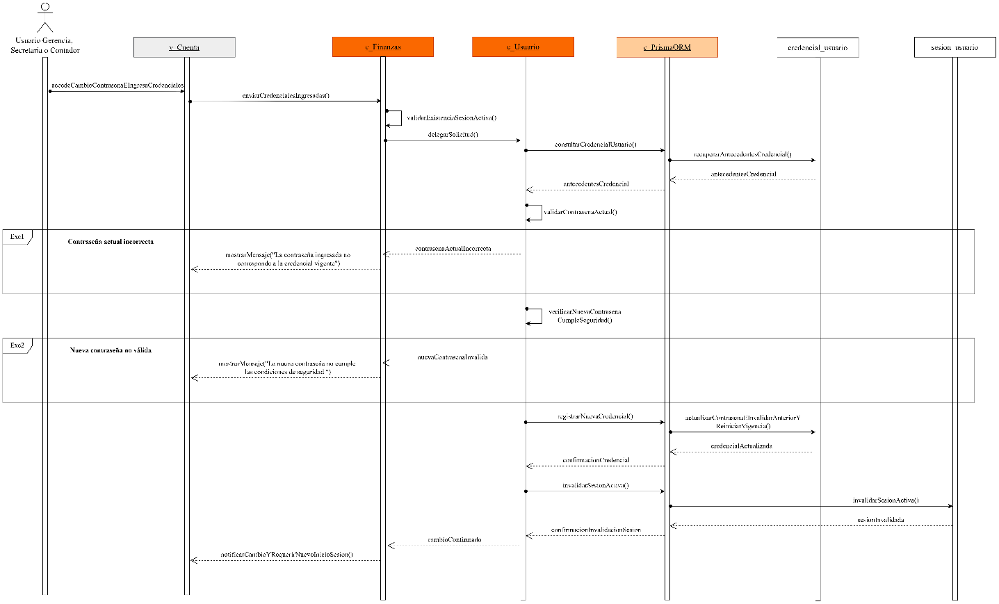 Usuario Gerencia,
Secretaria o Contador
v_Cuenta
c_Finanzas
c_Usuario
c_PrismaORM
credencial_usuario
sesion_usuario
accedeCambioContrasenaEIngresaCredenciales
enviarCredencialesIngresadas()
validarExistenciaSesionActiva()
delegarSolicitud()
consultarCredencialUsuario()
recuperarAntecedentesCredencial()
antecedentesCredencial
antecedentesCredencial
validarContrasenaActual()
Exc1
Contraseña actual incorrecta
contrasenaActualIncorrecta
mostrarMensaje("La contraseña ingresada no
corresponde a la credencial vigente")
verificarNuevaContrasena
CumpleSeguridad()
Exc2
Nueva contraseña no válida
nuevaContrasenaInvalida
mostrarMensaje("La nueva contraseña no cumple
las condiciones de seguridad ")
registrarNuevaCredencial()
actualizarContrasenaEInvalidarAnteriorY
ReiniciarVigencia()
credencialActualizada
confirmacionCredencial
invalidarSesionActiva()
invalidarSesionActiva()
sesionInvalidada
confirmacionInvalidacionSesion
cambioConfirmado
notificarCambioYRequerirNuevoInicioSesion()